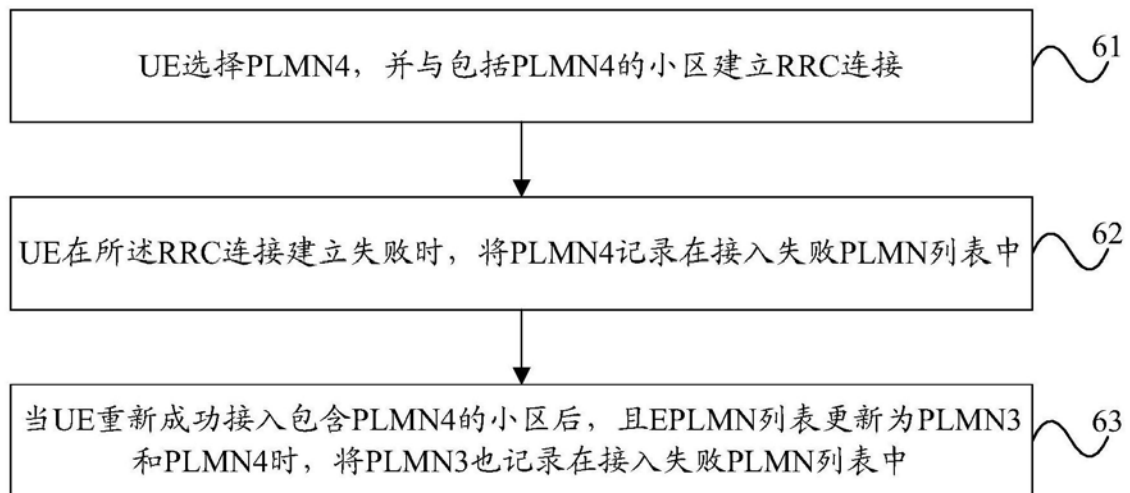 UE选择PLMN4，并与包括PLMN4的小区建立RRC连接
61
UE在所述RRC连接建立失败时，将PLMN4记录在接入失败PLMN列表中
62
当UE重新成功接入包含PLMN4的小区后，且EPLMN列表更新为PLMN3
和PLMN4时，将PLMN3也记录在接入失败PLMN列表中
63